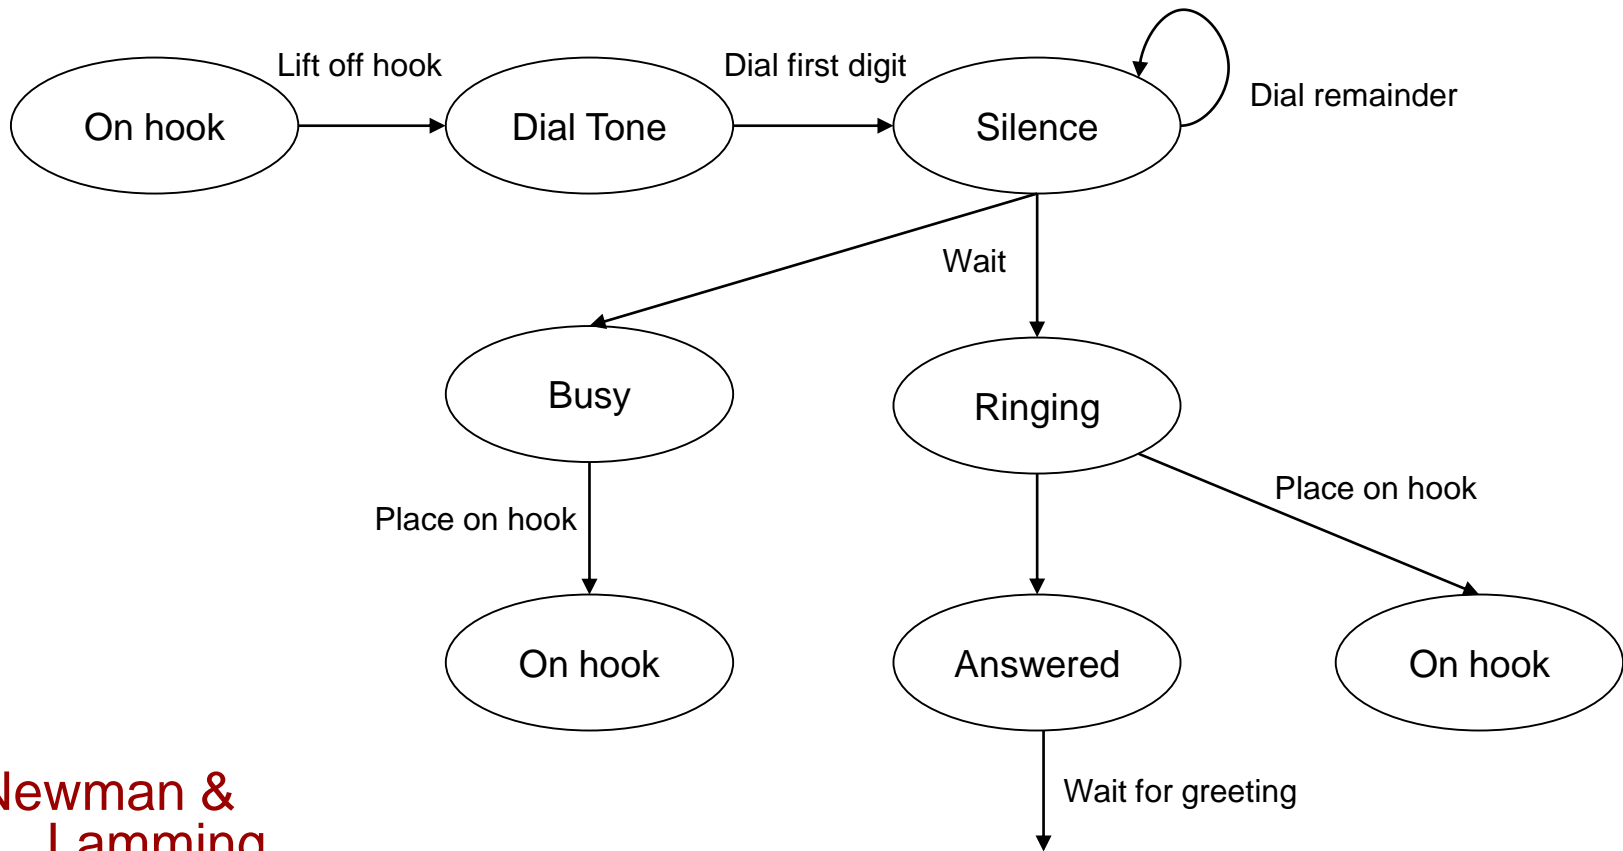 Lift off hook
Dial first digit
Dial remainder
On hook
Dial Tone
Silence
Wait
Busy
Ringing
Place on hook
Place on hook
On hook
Answered
On hook
Wait for greeting
Newman &
Lamming